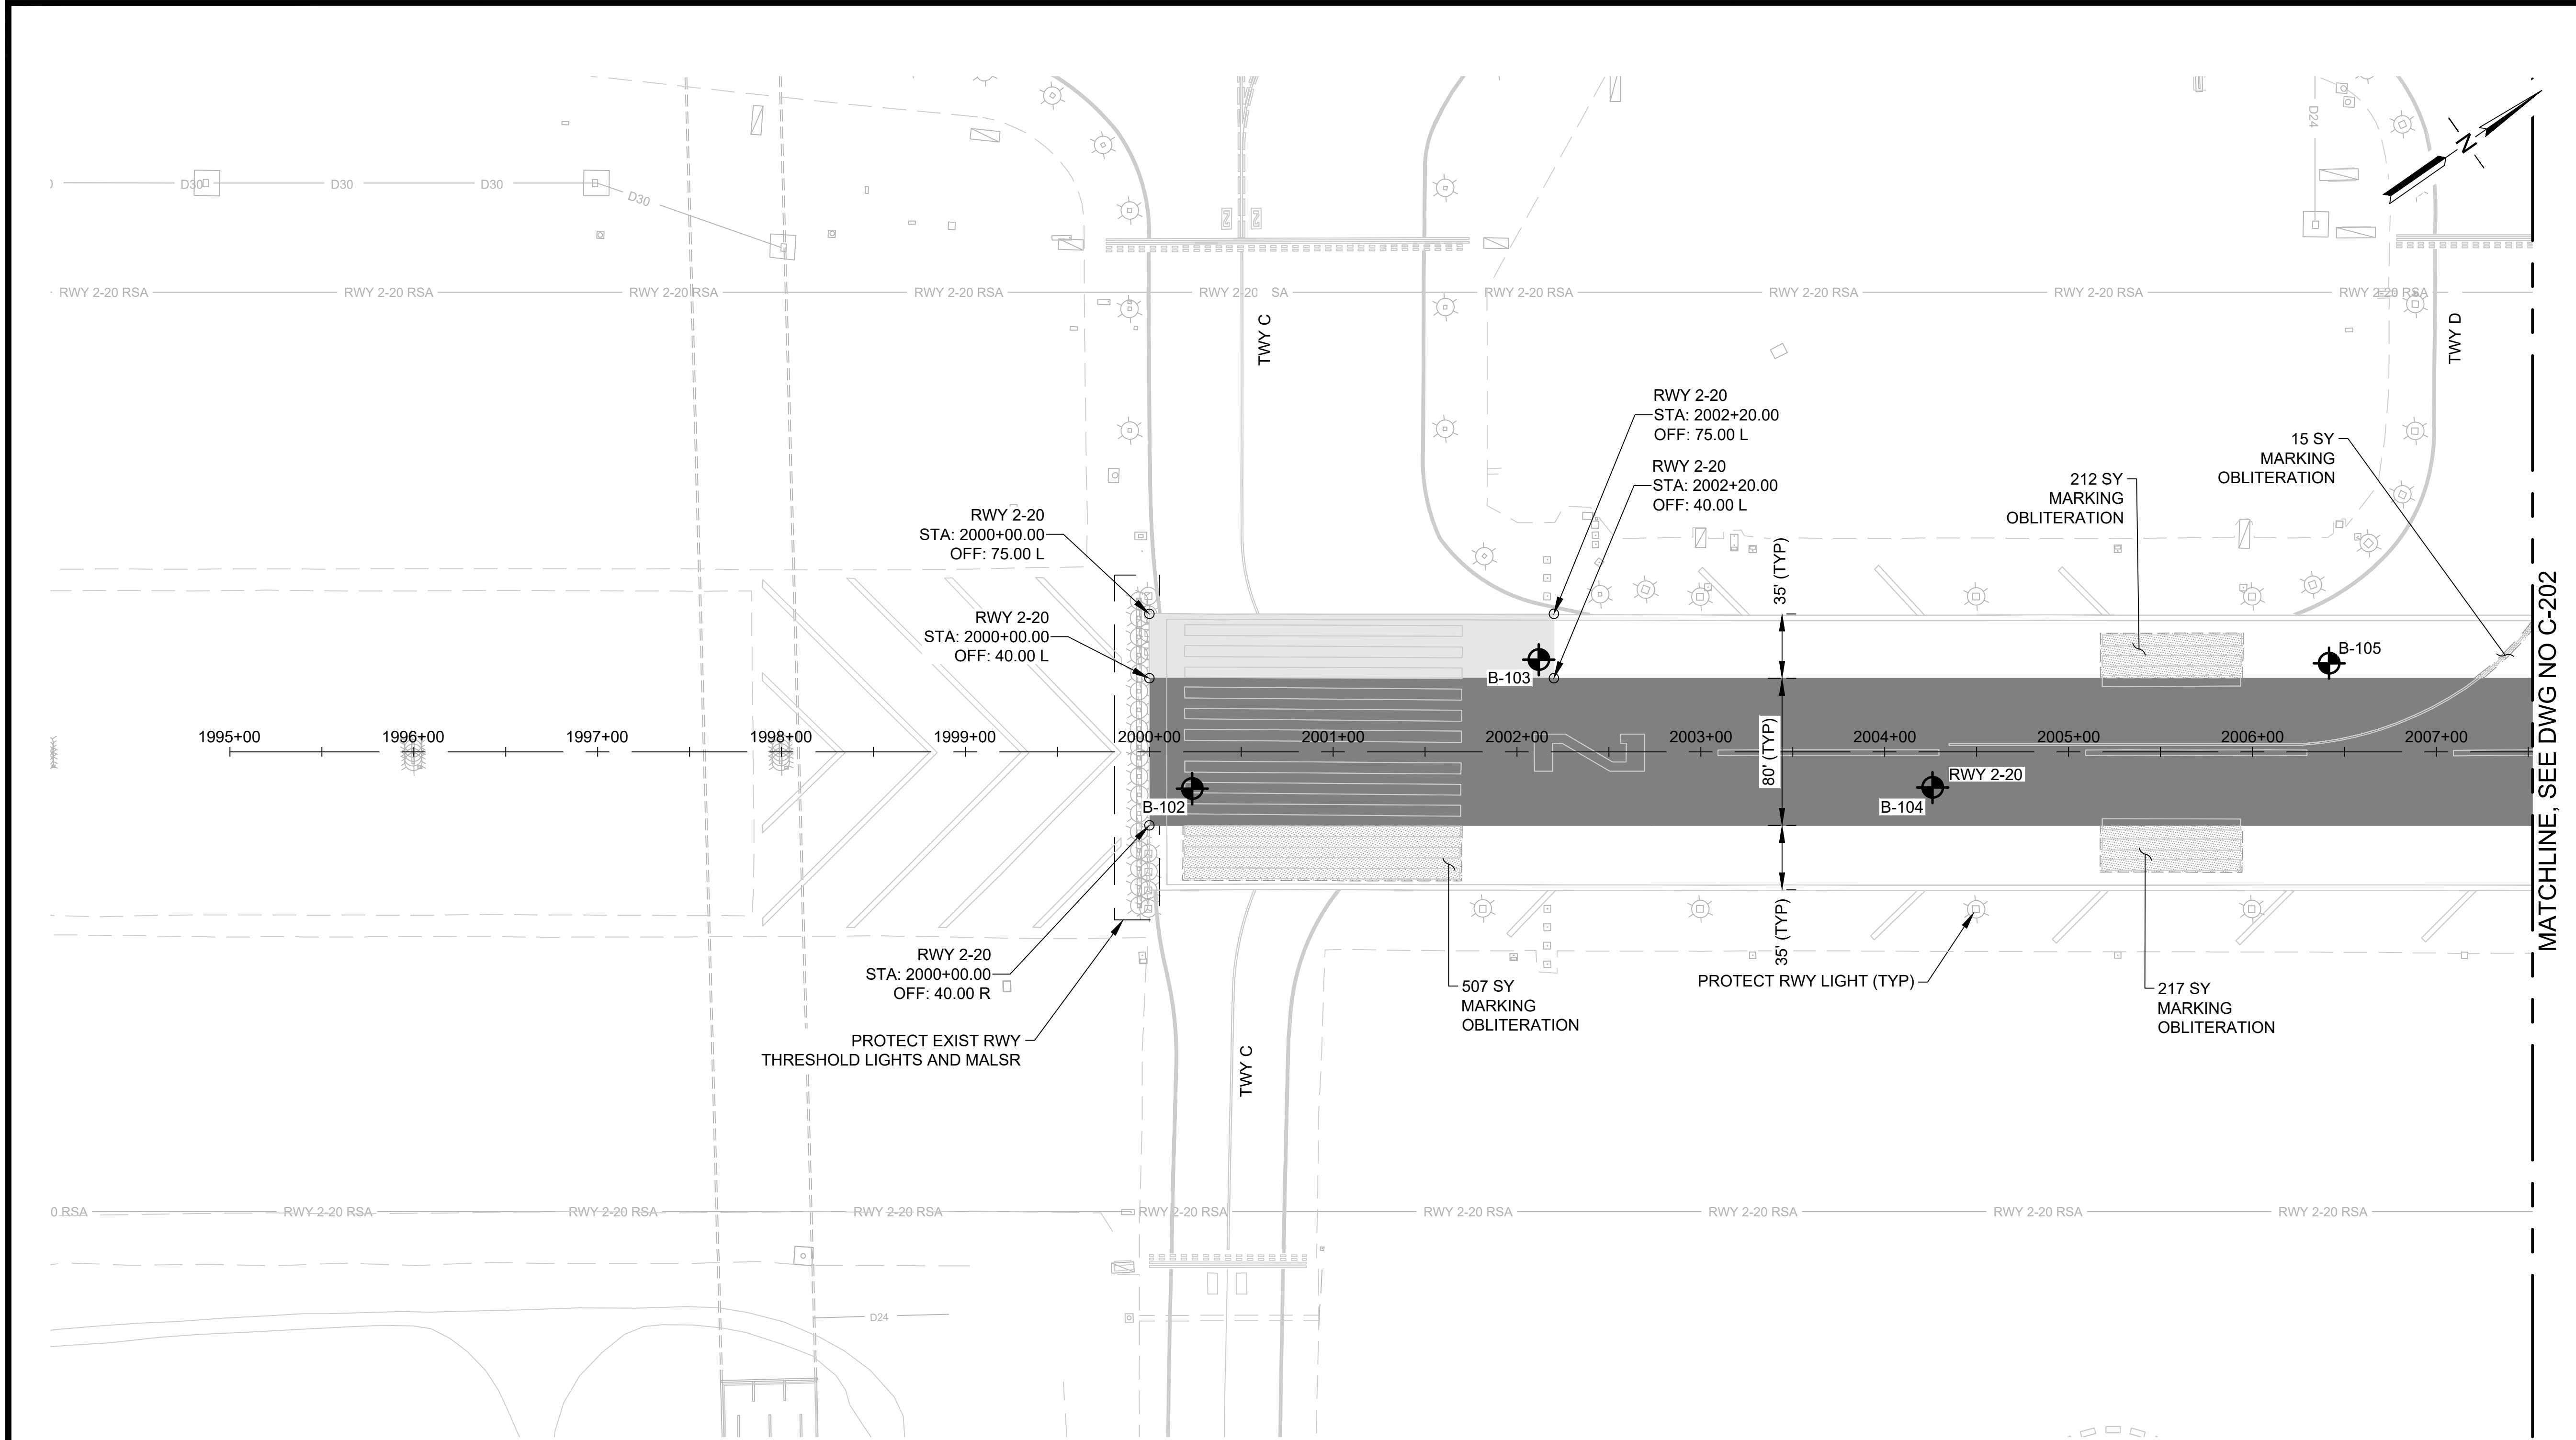 D24
N
D30
D30
D30
D30
RWY 2-20 RSA
RWY 2-20 RSA
RWY 2-20 RSA
RWY 2-20 RSA
RWY 2-20 SA
RWY 2-20 RSA
RWY 2-20 RSA
RWY 2-20 RSA
RWY 2-20 RSA
TWY C
TWY D
RWY 2-20
STA: 2002+20.00
OFF: 75.00 L
RWY 2-20
STA: 2002+20.00
OFF: 40.00 L
15 SY
MARKING
OBLITERATION
212 SY
MARKING
OBLITERATION
RWY 2-20
STA: 2000+00.00
OFF: 75.00 L
35' (TYP)
RWY 2-20
STA: 2000+00.00
OFF: 40.00 L
B-103
B-105
MATCHLINE, SEE DWG NO C-202
1995+00
1996+00
1997+00
1998+00
1999+00
2000+00
2001+00
2002+00
2003+00
2004+00
2005+00
2006+00
2007+00
2
80' (TYP)
RWY 2-20
B-102
B-104
35' (TYP)
RWY 2-20
STA: 2000+00.00
OFF: 40.00 R
PROTECT RWY LIGHT (TYP)
507 SY
MARKING
OBLITERATION
217 SY
MARKING
OBLITERATION
PROTECT EXIST RWY
THRESHOLD LIGHTS AND MALSR
TWY C
0 RSA
RWY 2-20 RSA
RWY 2-20 RSA
RWY 2-20 RSA
RWY 2-20 RSA
RWY 2-20 RSA
RWY 2-20 RSA
RWY 2-20 RSA
RWY 2-20 RSA
D24